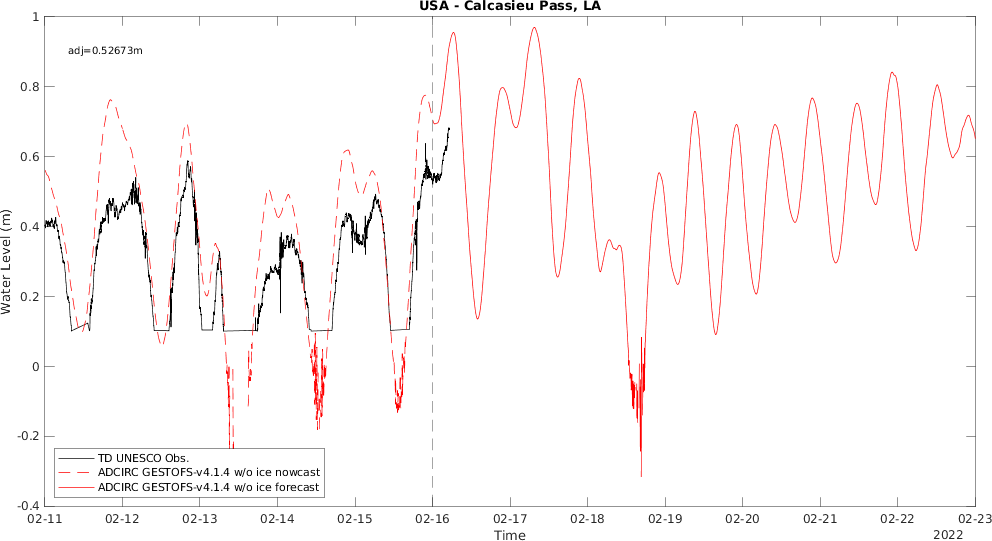 USA - Calcasieu Pass, LA
adj=0.52673m
1
0.8
0.6
0.4
0.2
0
-0.2
-0.4
Water Level (m)
TD UNESCO Obs.
ADCIRC GESTOFS-v4.1.4 w/o ice nowcast
ADCIRC GESTOFS-v4.1.4 w/o ice forecast
02-11 02-12 02-13 02-14 02-15 02-16 02-17 02-18 02-19 02-20 02-21 02-22 02-23
Time
2022